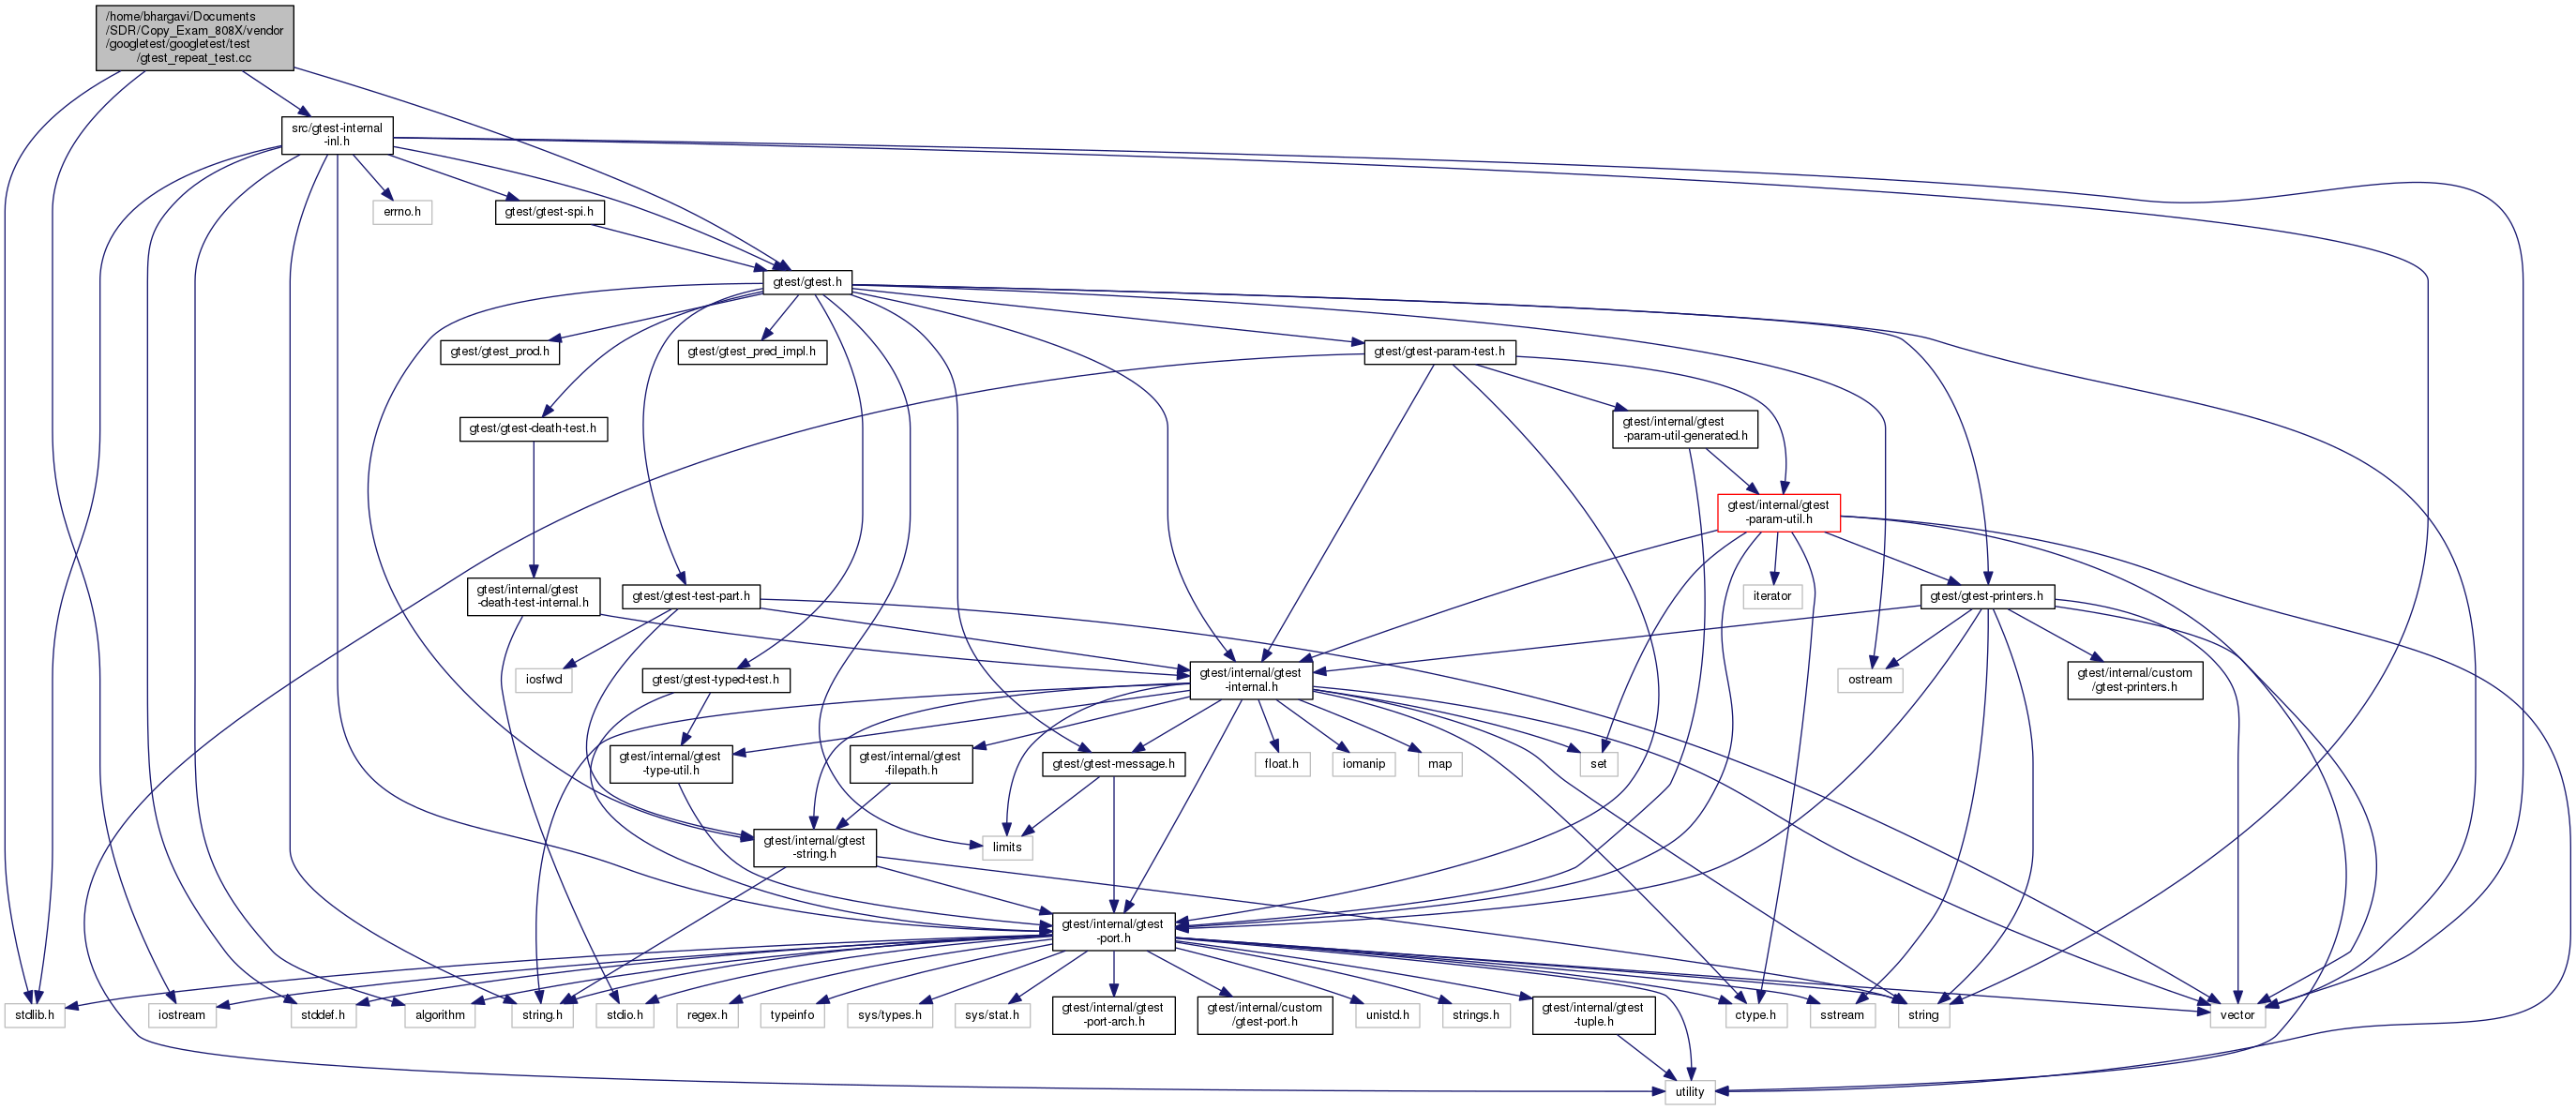 /home/bhargavi/Documents
/SDR/Copy_Exam_808X/vendor
/googletest/googletest/test
/gtest_repeat_test.cc
src/gtest-internal
-inl.h
errno.h
gtest/gtest-spi.h
gtest/gtest.h
gtest/gtest_prod.h
gtest/gtest_pred_impl.h
gtest/gtest-param-test.h
gtest/gtest-death-test.h
gtest/internal/gtest
-param-util-generated.h
gtest/internal/gtest
-param-util.h
gtest/internal/gtest
-death-test-internal.h
gtest/gtest-test-part.h
iterator
gtest/gtest-printers.h
iosfwd
gtest/gtest-typed-test.h
gtest/internal/gtest
-internal.h
ostream
gtest/internal/custom
/gtest-printers.h
gtest/internal/gtest
-type-util.h
gtest/internal/gtest
-filepath.h
gtest/gtest-message.h
float.h
iomanip
map
set
gtest/internal/gtest
-string.h
limits
gtest/internal/gtest
-port.h
stdlib.h
iostream
stddef.h
algorithm
string.h
stdio.h
regex.h
typeinfo
sys/types.h
sys/stat.h
gtest/internal/gtest
-port-arch.h
gtest/internal/custom
/gtest-port.h
unistd.h
strings.h
gtest/internal/gtest
-tuple.h
ctype.h
sstream
string
vector
utility